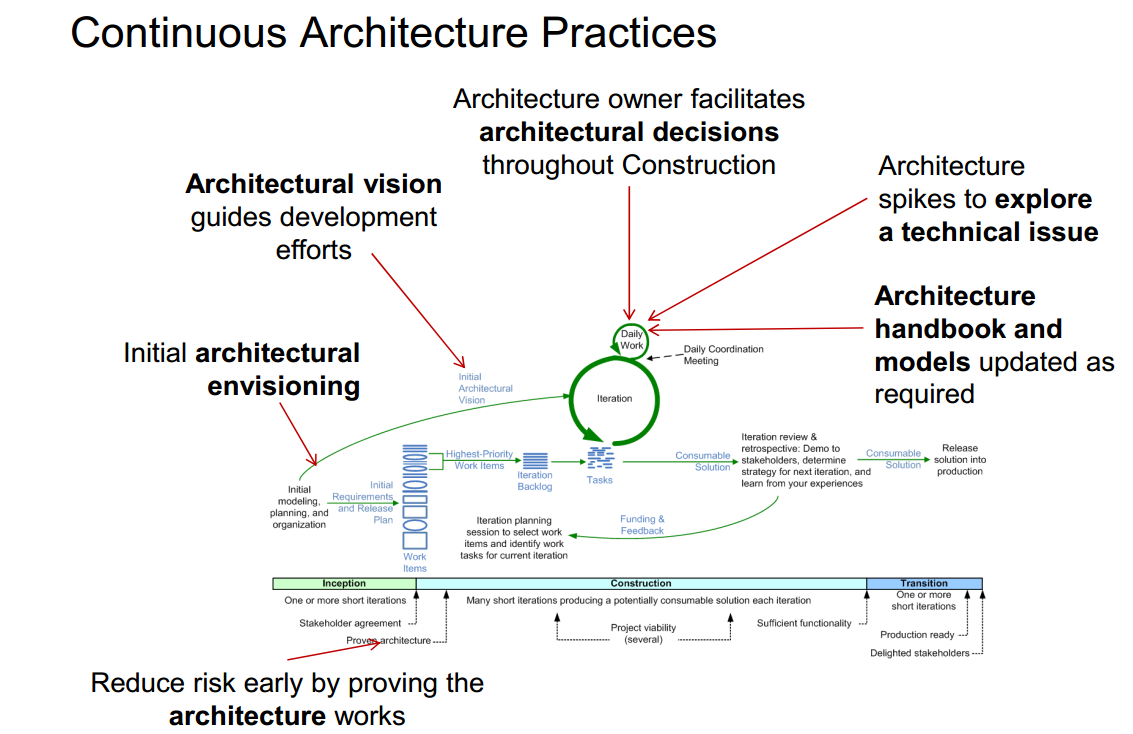 Continuous Architecture Practices
Architecture owner facilitates
architectural decisions
throughout Construction
Architectural vision
guides development
efforts
Architecture
spikes to explore
a technical issue
Architecture
handbook and
models updated as
required
Initial architectural
envisioning
Daily
Work
Daily Coordination
Meeting
Initial
Architectural
Vision
Iteration
Initial
modeling,
planning, and
organization
Initial
Requirements
and Release
Plan
Work
Items
Highest-Priority
Work Items
Iteration
Backlog
Tasks
Consumable
Solution
Iteration review &
retrospective: Demo to
stakeholders, determine
strategy for next iteration, and
learn from your experiences
Consumable
Solution
Release
solution into
production
Iteration planning
session to select work
items and identify work
tasks for current iteration
Funding &
Feedback
Inception
Construction
Transition
One or more short iterations
Many short iterations producing a potentially consumable solution each iteration
One or more
short iterations
Stakeholder agreement
Proven architecture
Project viability
(several)
Sufficient functionality
Production ready
Delighted stakeholders
Reduce risk early by proving the
architecture works